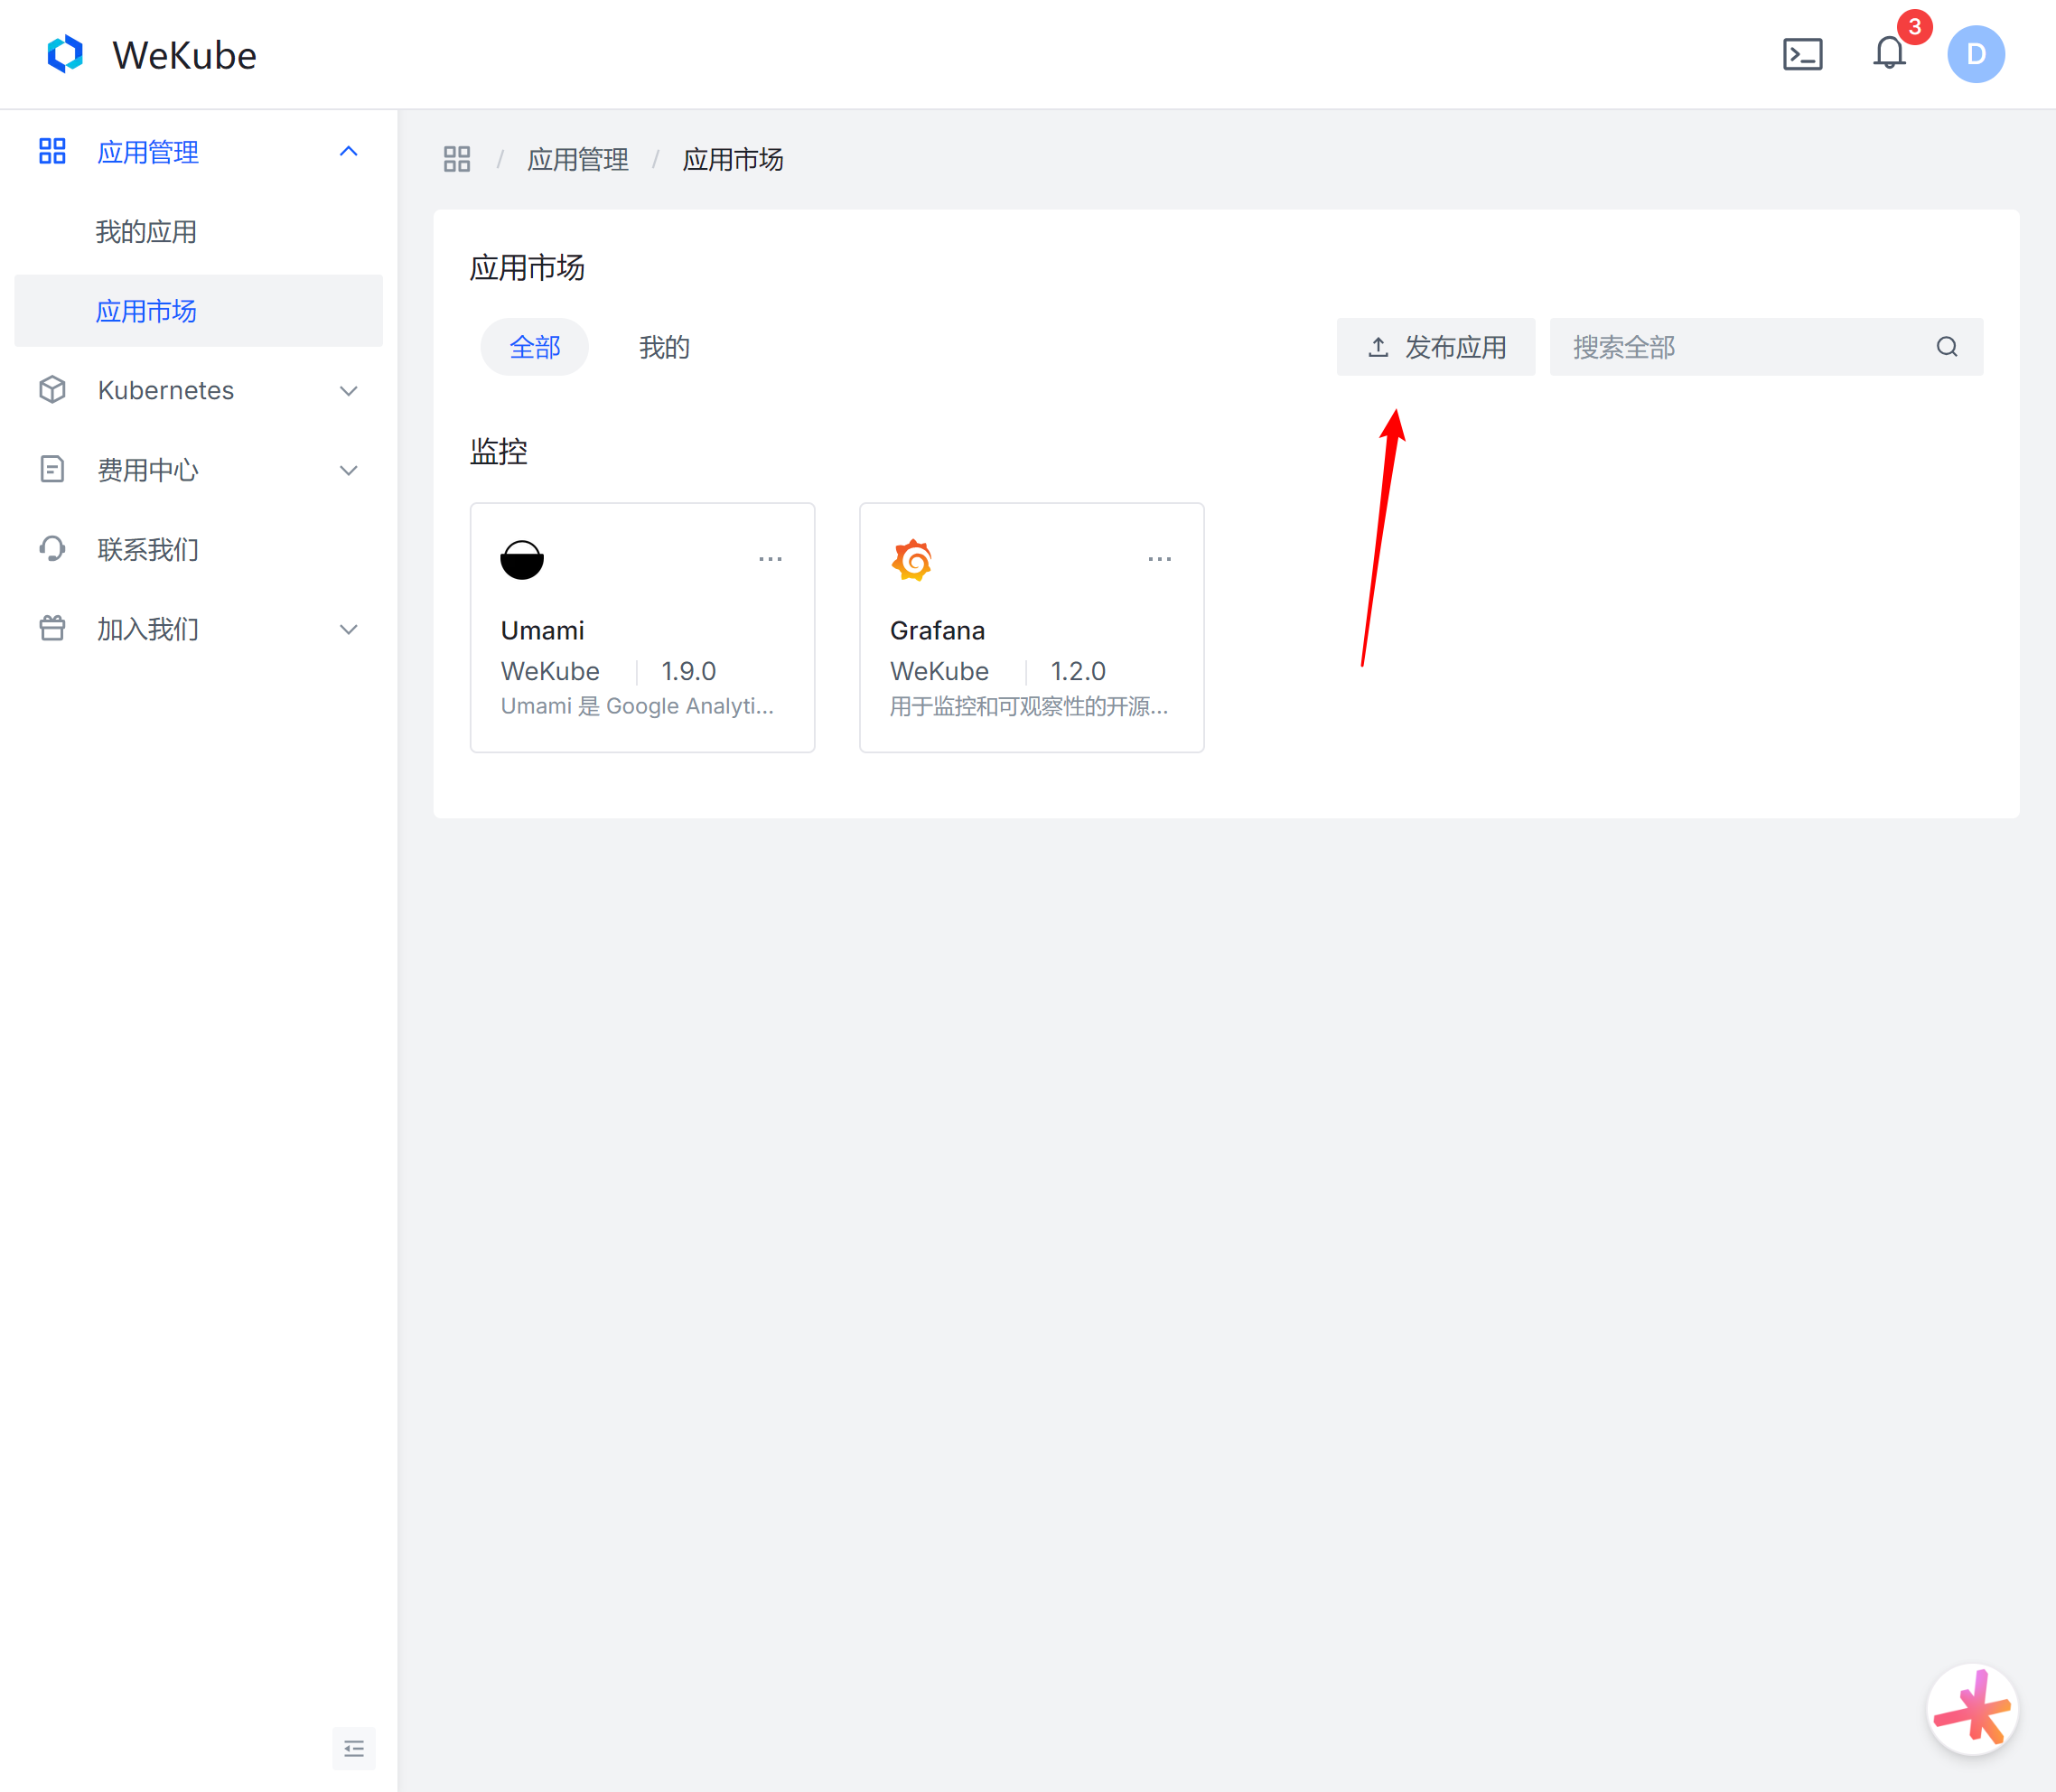 WeKube
3
D
应用管理
我的应用
应用市场
Kubernetes
费用中心
联系我们
加入我们
/ 应用管理 / 应用市场
应用市场
全部 我的 发布应用 搜索全部
监控
Umami
WeKube | 1.9.0
Umami 是 Google Analyti...
Grafana
WeKube | 1.2.0
用于监控和可观察性的开源...